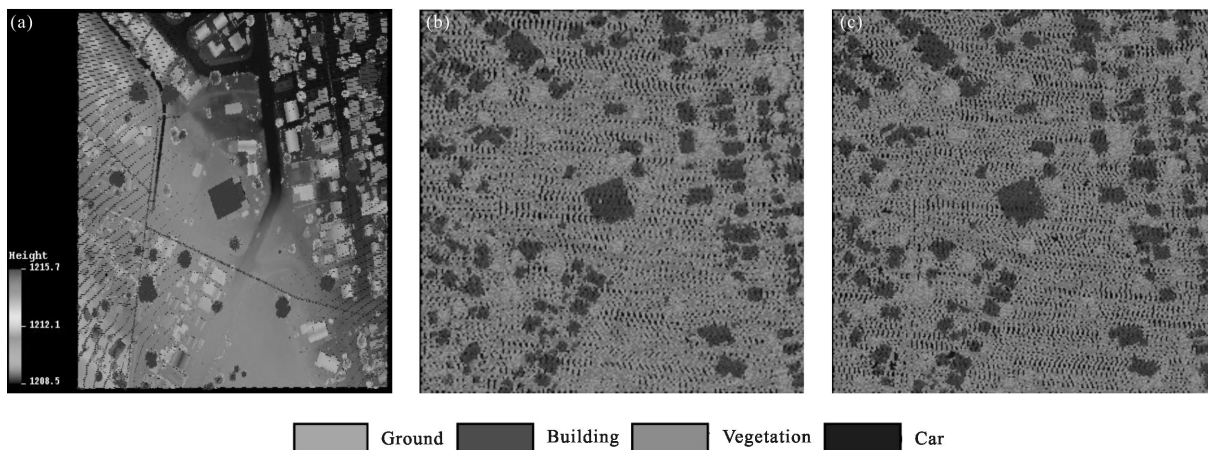 (a)
(b)
(c)
Height
1215.7
1212.1
1208.5
Ground Building Vegetation Car